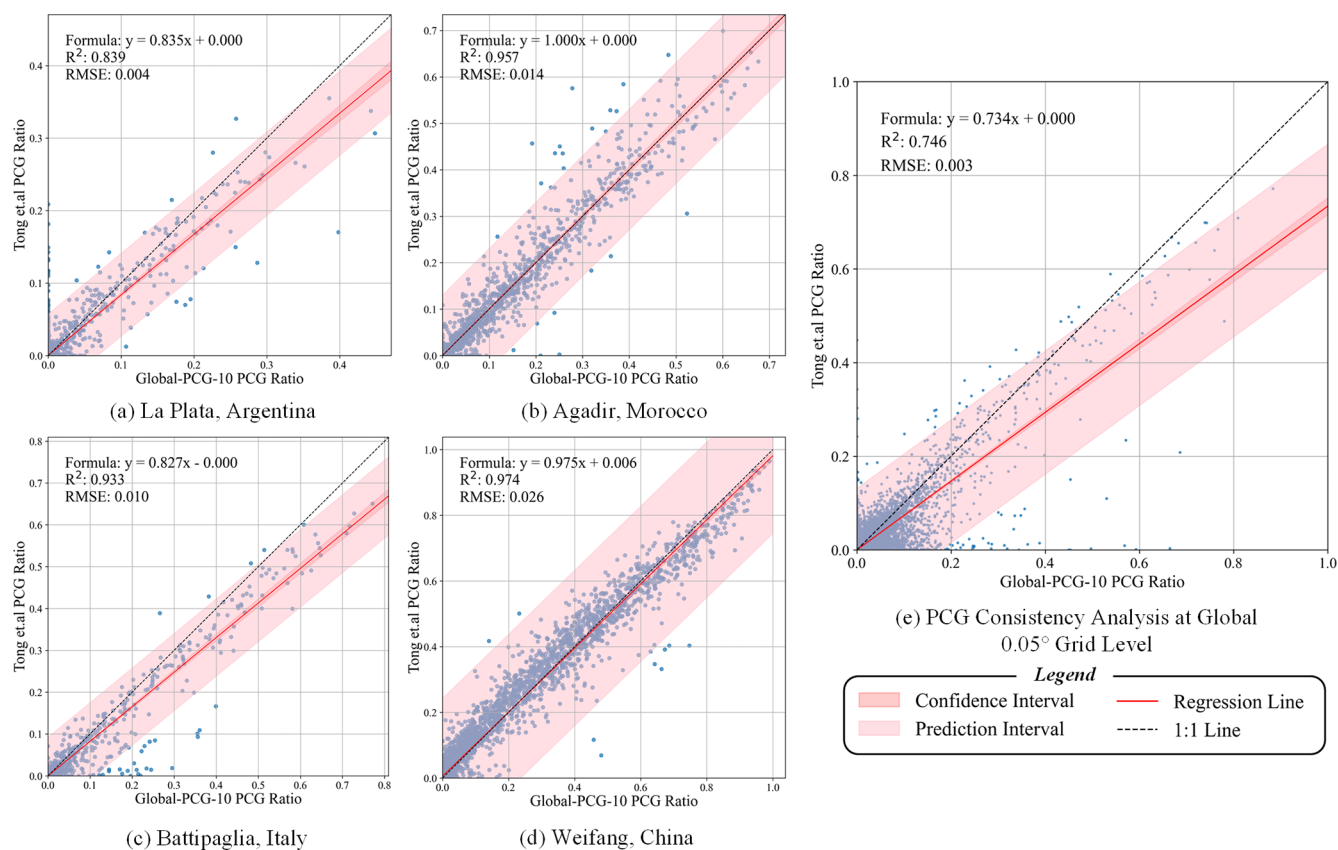 Formula: y = 0.835x + 0.000
R²: 0.839
RMSE: 0.004
0.4
0.3
0.2
0.1
0.0
0.0 0.1 0.2 0.3 0.4
Tong et.al PCG Ratio
Global-PCG-10 PCG Ratio
(a) La Plata, Argentina
Formula: y = 1.000x + 0.000
R²: 0.957
RMSE: 0.014
0.7
0.6
0.5
0.4
0.3
0.2
0.1
0.0
0.0 0.1 0.2 0.3 0.4 0.5 0.6 0.7
Tong et.al PCG Ratio
Global-PCG-10 PCG Ratio
(b) Agadir, Morocco
Formula: y = 0.827x - 0.000
R²: 0.933
RMSE: 0.010
0.8
0.7
0.6
0.5
0.4
0.3
0.2
0.1
0.0
0.0 0.1 0.2 0.3 0.4 0.5 0.6 0.7 0.8
Tong et.al PCG Ratio
Global-PCG-10 PCG Ratio
(c) Battipaglia, Italy
Formula: y = 0.975x + 0.006
R²: 0.974
RMSE: 0.026
1.0
0.8
0.6
0.4
0.2
0.0
0.0 0.2 0.4 0.6 0.8 1.0
Tong et.al PCG Ratio
Global-PCG-10 PCG Ratio
(d) Weifang, China
Formula: y = 0.734x + 0.000
R²: 0.746
RMSE: 0.003
1.0
0.8
0.6
0.4
0.2
0.0
0.0 0.2 0.4 0.6 0.8 1.0
Tong et.al PCG Ratio
Global-PCG-10 PCG Ratio
(e) PCG Consistency Analysis at Global
0.05° Grid Level
Legend
Confidence Interval
Regression Line
Prediction Interval
1:1 Line